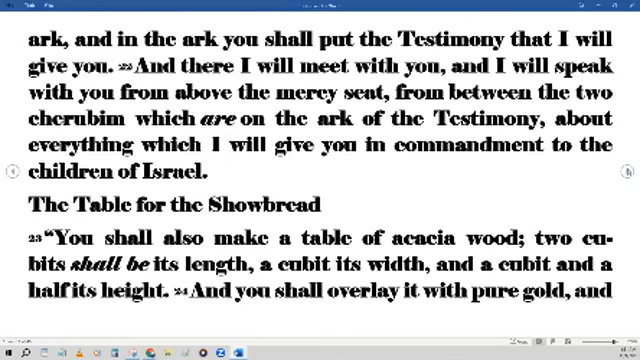 ark, and in the ark you shall put the Testimony that I will
give you. 22 And there I will meet with you, and I will speak
with you from above the mercy seat, from between the two
cherubim which are on the ark of the Testimony, about
everything which I will give you in commandment to the
children of Israel.
The Table for the Showbread
23 “You shall also make a table of acacia wood; two cu-
bits shall be its length, a cubit its width, and a cubit and a
half its height. 24 And you shall overlay it with pure gold, and